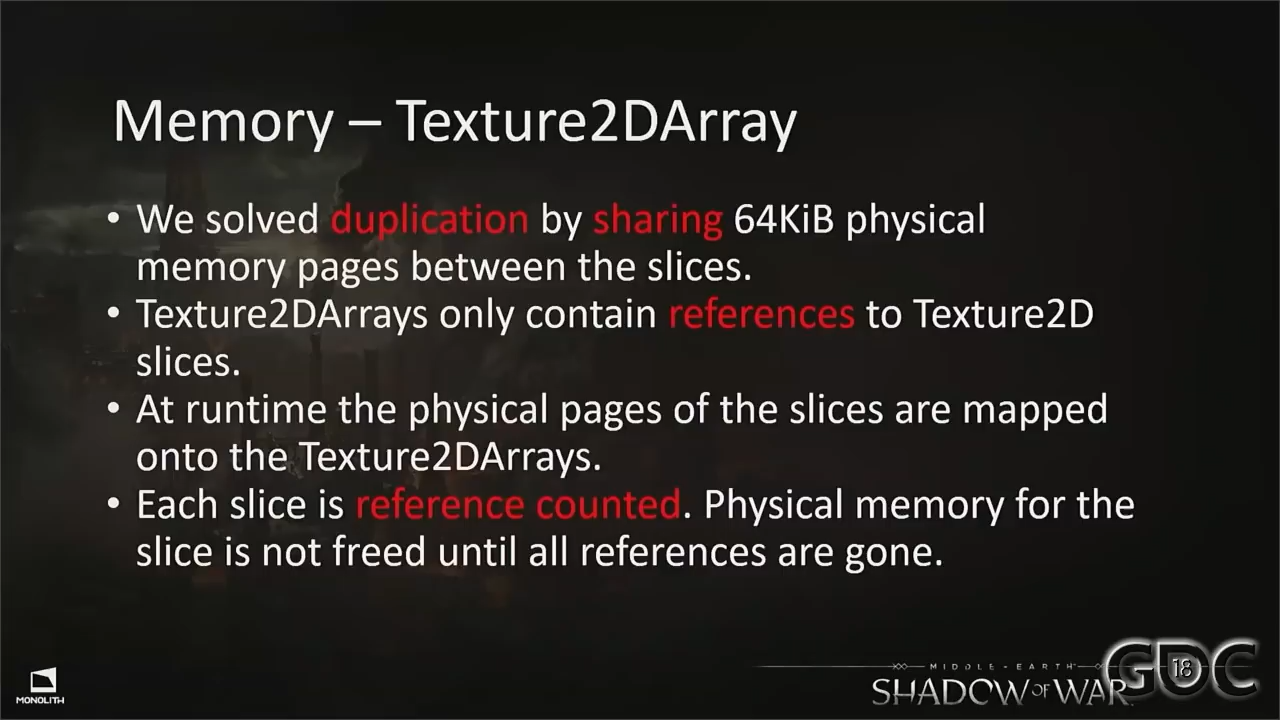 Memory – Texture2DArray
• We solved duplication by sharing 64KiB physical
memory pages between the slices.
• Texture2DArrays only contain references to Texture2D
slices.
• At runtime the physical pages of the slices are mapped
onto the Texture2DArrays.
• Each slice is reference counted. Physical memory for the
slice is not freed until all references are gone.
MONOLITH
MIDDLE-EARTH
SHADOW OF WAR
GDC
18